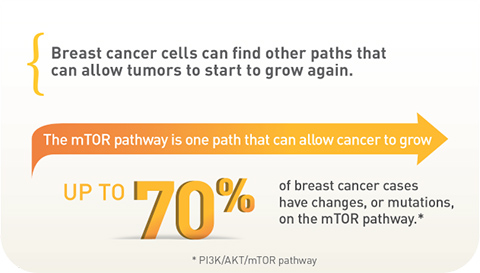 Breast cancer cells can find other paths that
can allow tumors to start to grow again.
The mTOR pathway is one path that can allow cancer to grow
UP TO 70%
of breast cancer cases
have changes, or mutations,
on the mTOR pathway.*
* PI3K/AKT/mTOR pathway